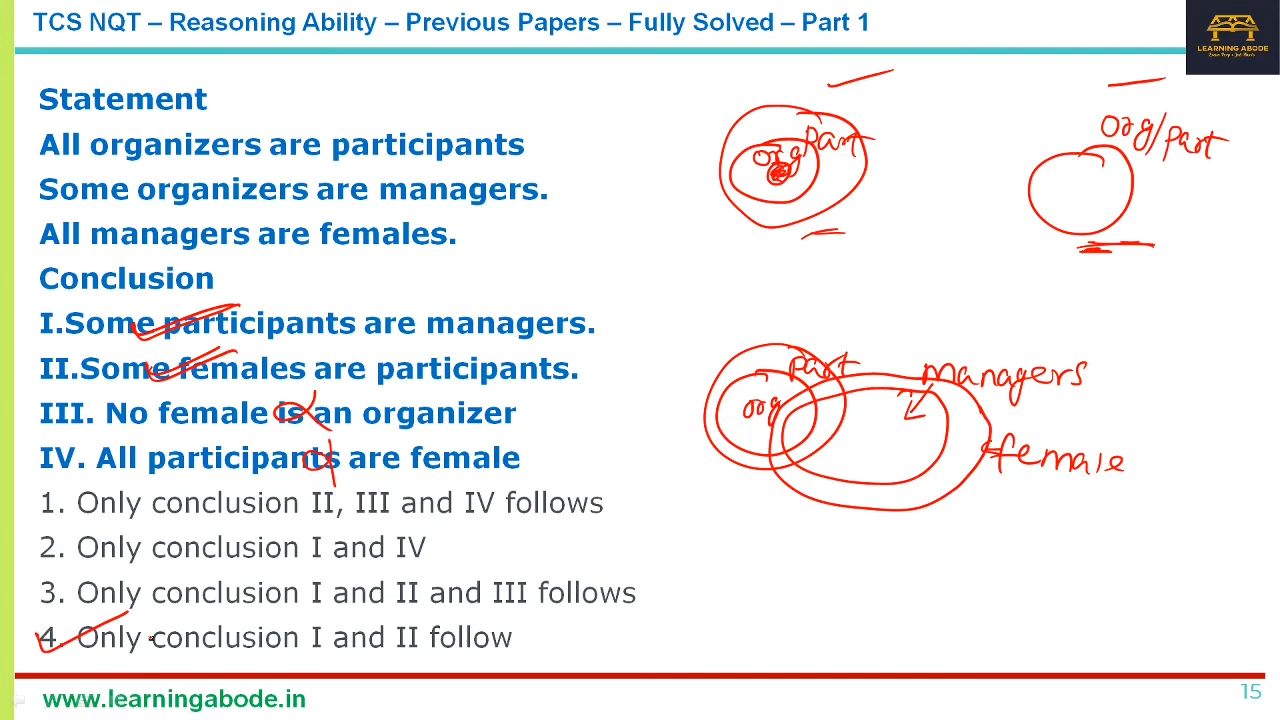 TCS NQT – Reasoning Ability – Previous Papers – Fully Solved – Part 1
LEARNING ABODE
Statement
All organizers are participants
Some organizers are managers.
All managers are females.
Conclusion
I.Some participants are managers.
II.Some females are participants.
III. No female is an organizer
IV. All participants are female
1. Only conclusion II, III and IV follows
2. Only conclusion I and IV
3. Only conclusion I and II and III follows
4. Only conclusion I and II follow
part
org
org/part
part
org
managers
female
www.learningabode.in
15